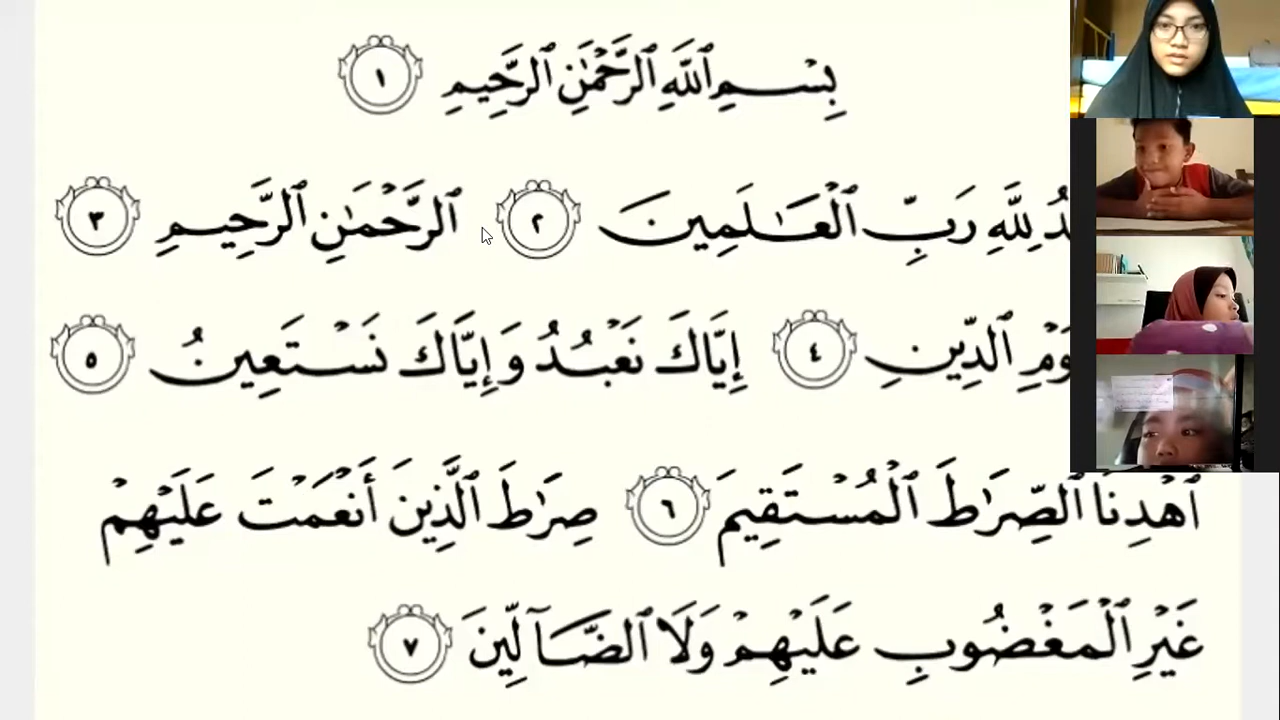 بِسْمِ ٱللَّهِ ٱلرَّحْمَٰنِ ٱلرَّحِيمِ ١
لِلَّهِ رَبِّ ٱلْعَٰلَمِينَ ٢ ٱلرَّحْمَٰنِ ٱلرَّحِيمِ ٣
ٱلدِّينِ ٤ إِيَّاكَ نَعْبُدُ وَإِيَّاكَ نَسْتَعِينُ ٥
ٱهْدِنَا ٱلصِّرَٰطَ ٱلْمُسْتَقِيمَ ٦ صِرَٰطَ ٱلَّذِينَ أَنْعَمْتَ عَلَيْهِمْ
غَيْرِ ٱلْمَغْضُوبِ عَلَيْهِمْ وَلَا ٱلضَّآلِّينَ ٧